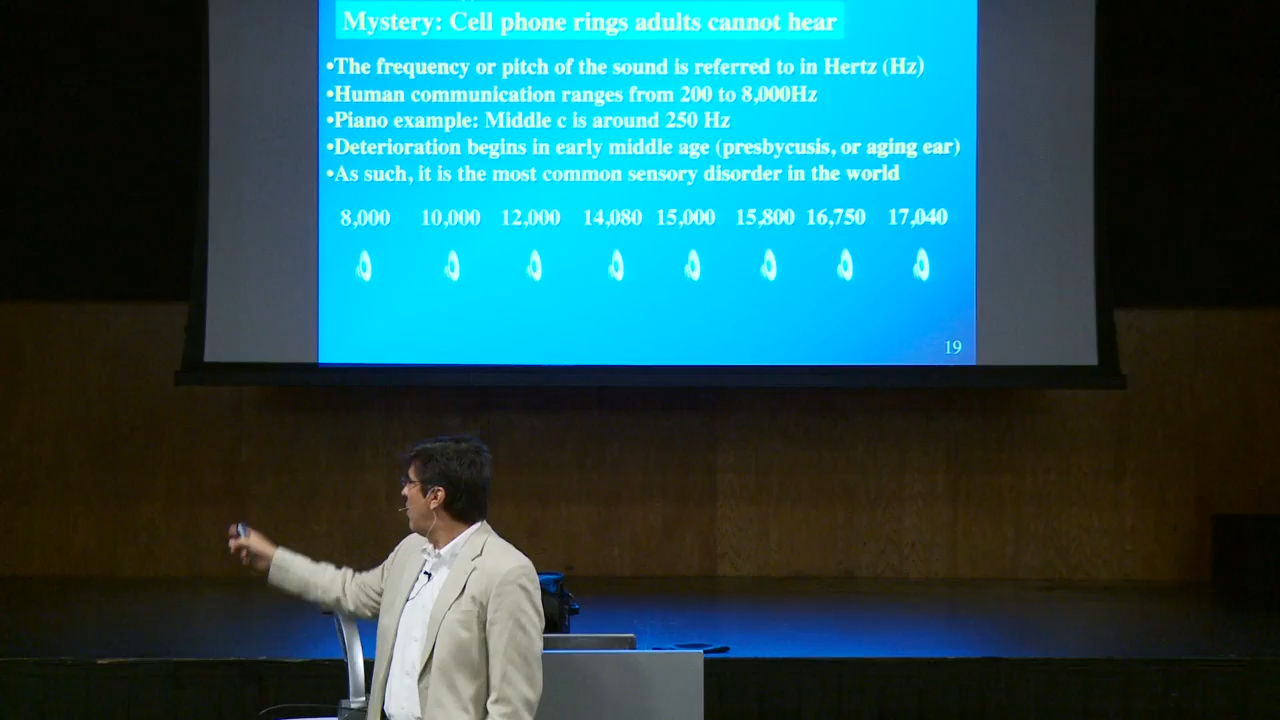 Mystery: Cell phone rings adults cannot hear
•The frequency or pitch of the sound is referred to in Hertz (Hz)
•Human communication ranges from 200 to 8,000Hz
•Piano example: Middle c is around 250 Hz
•Deterioration begins in early middle age (presbycusis, or aging ear)
•As such, it is the most common sensory disorder in the world
8,000 10,000 12,000 14,080 15,000 15,800 16,750 17,040
19